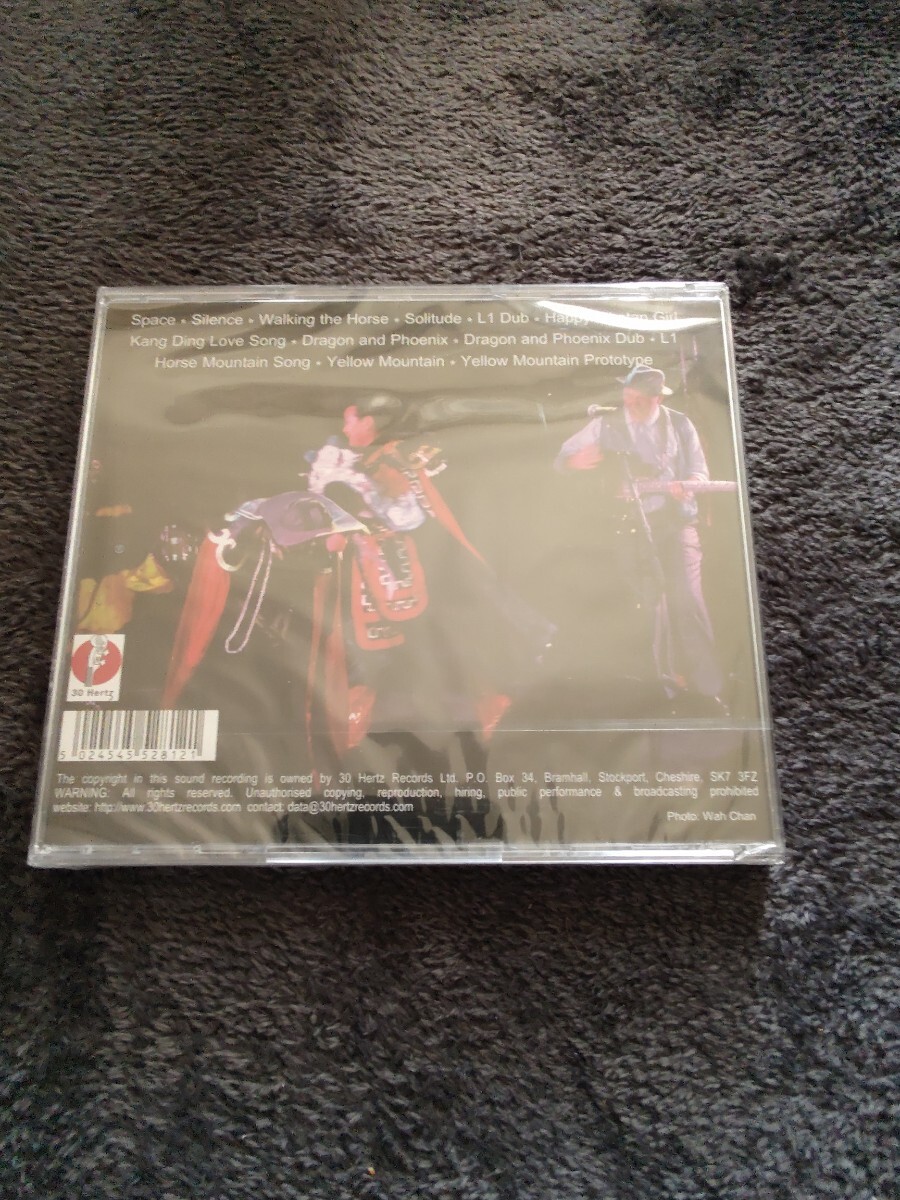 Space • Silence • Walking the Horse • Solitude • L1 Dub • Happy Tibetan Girl
Kang Ding Love Song • Dragon and Phoenix • Dragon and Phoenix Dub • L1
Horse Mountain Song • Yellow Mountain • Yellow Mountain Prototype
30 Hertz
5 024545 528121
The copyright in this sound recording is owned by 30 Hertz Records Ltd. P.O. Box 34, Bramhall, Stockport, Cheshire, SK7 3FZ
WARNING: All rights reserved. Unauthorised copying, reproduction, hiring, public performance & broadcasting prohibited
website: http://www.30hertzrecords.com contact: data@30hertzrecords.com
Photo: Wah Chan